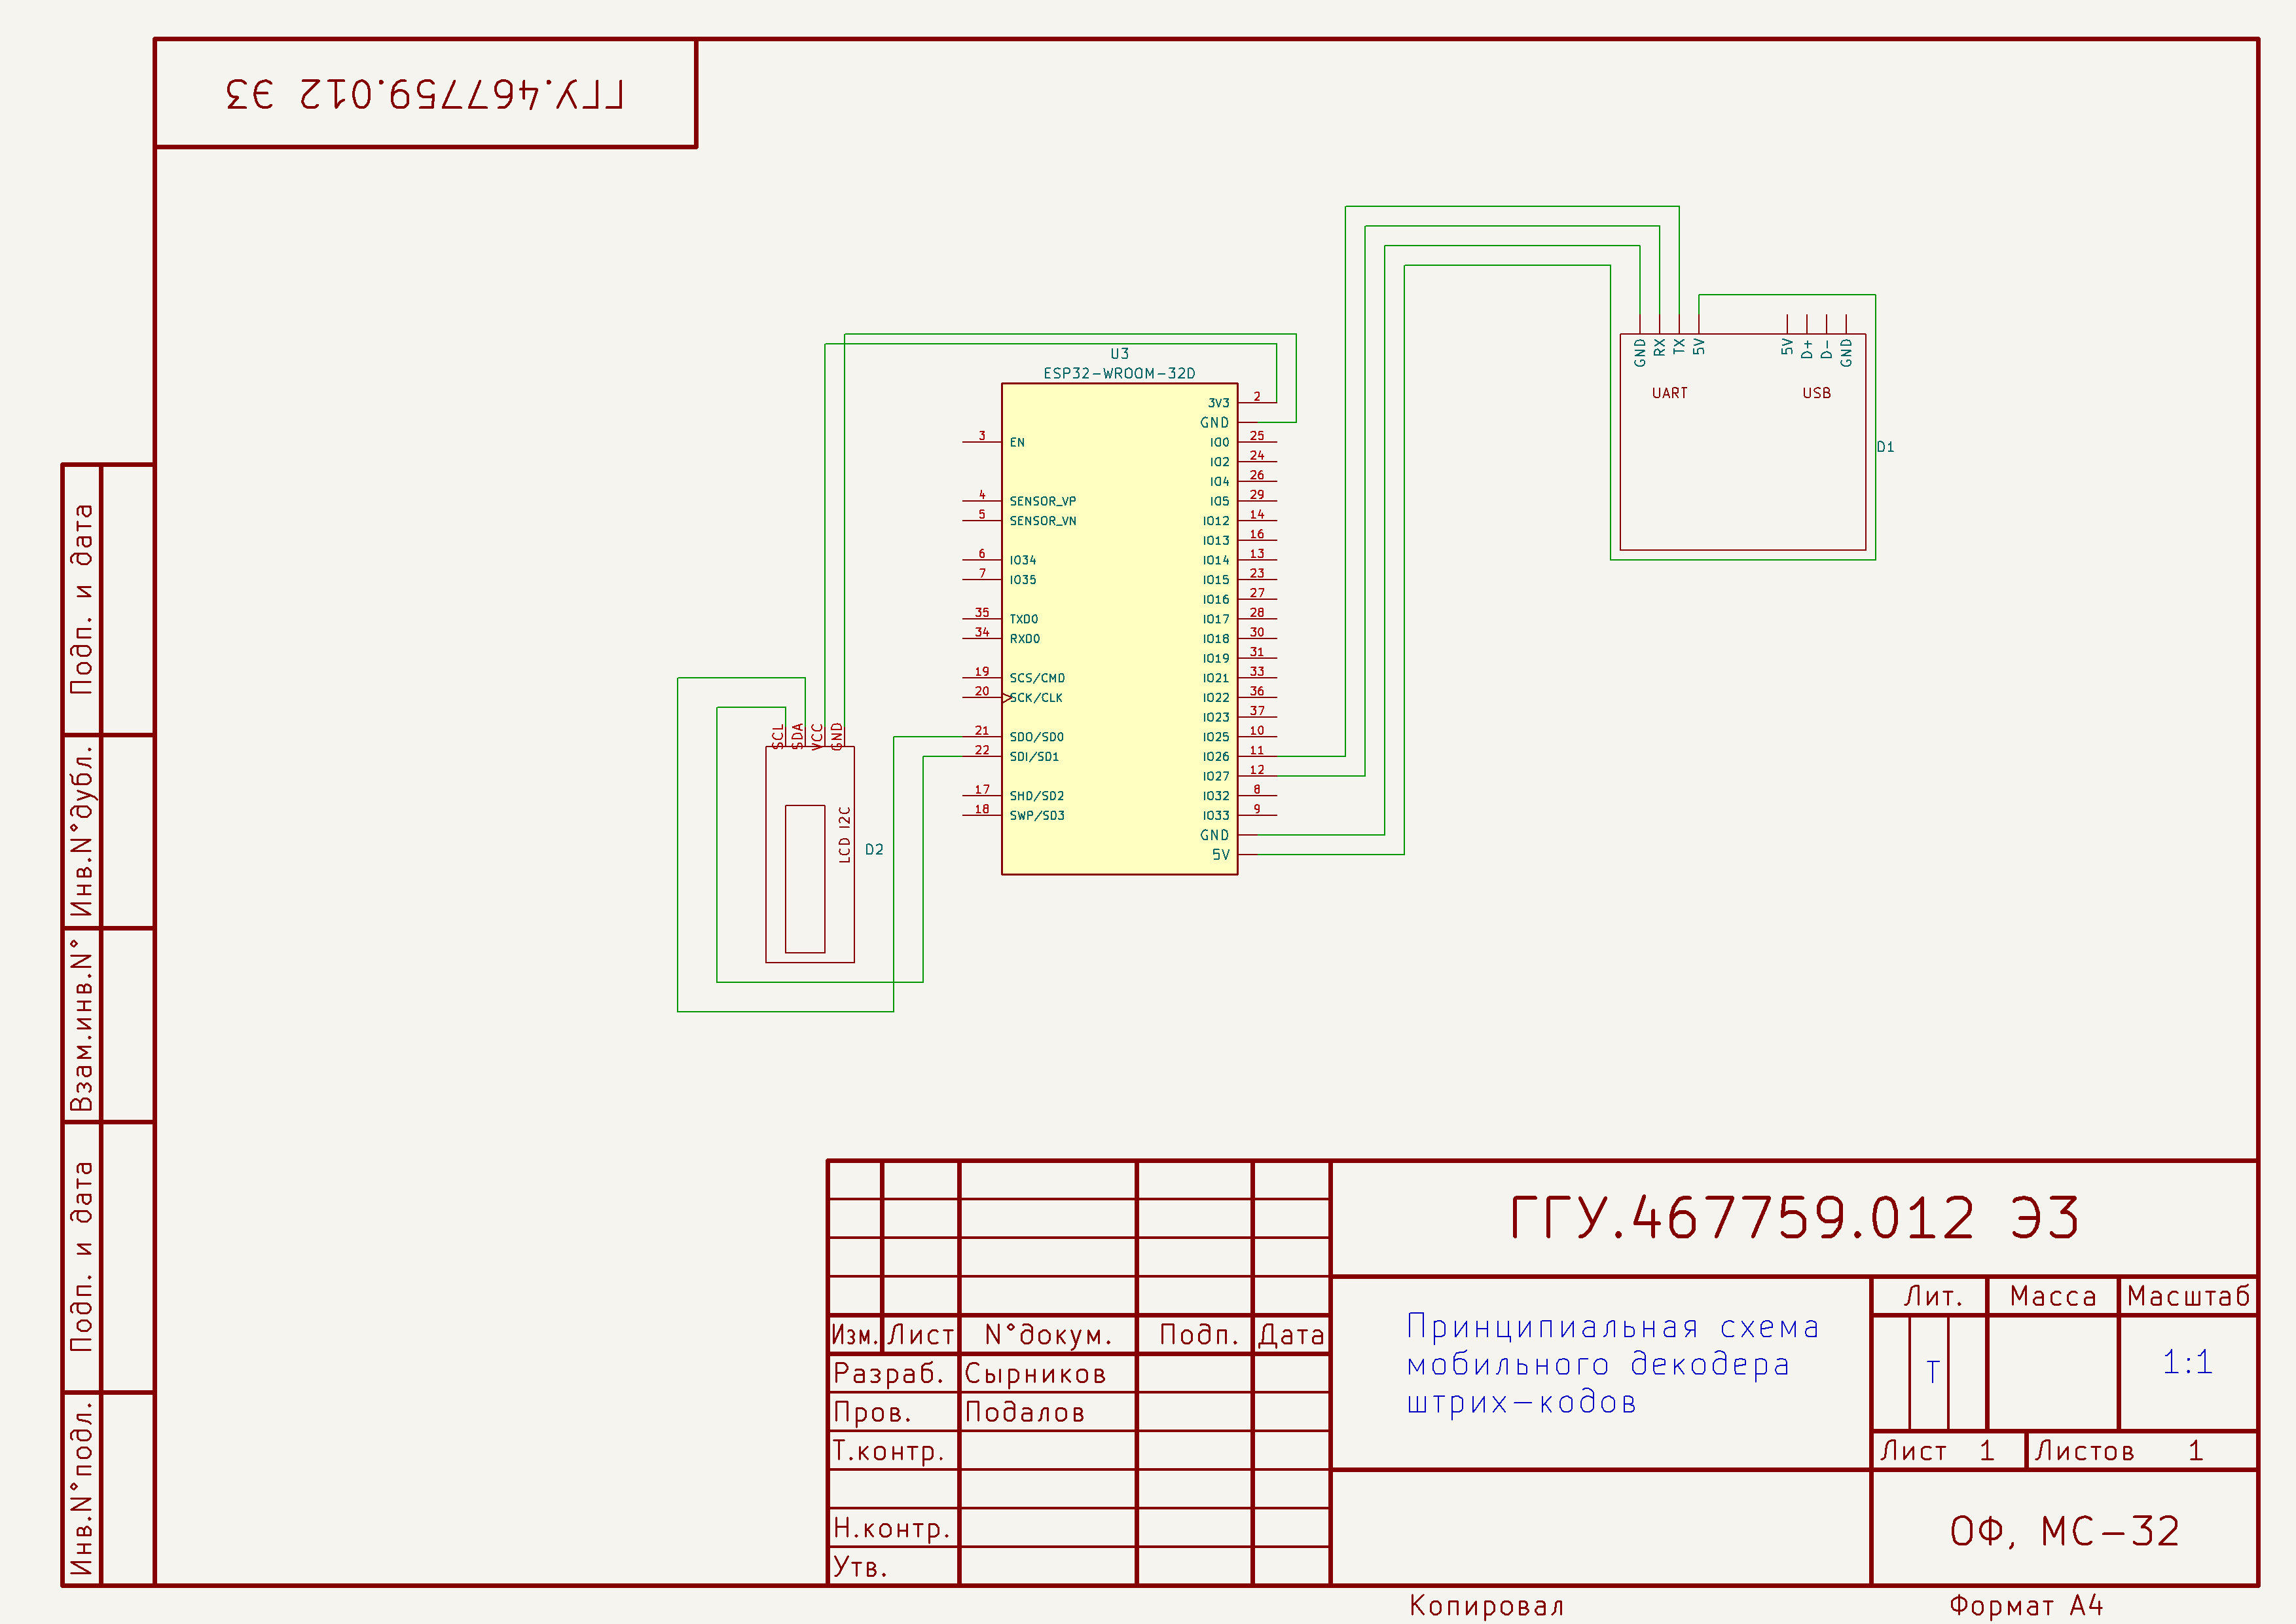 ГГУ.467759.012 Э3
U3
ESP32-WROOM-32D
3V3 2
GND
3 EN
IO0 25
IO2 24
IO4 26
4 SENSOR_VP
IO5 29
5 SENSOR_VN
IO12 14
IO13 16
6 IO34
IO14 13
7 IO35
IO15 23
IO16 27
35 TXD0
IO17 28
34 RXD0
IO18 30
IO19 31
19 SCS/CMD
IO21 33
20 SCK/CLK
IO22 36
IO23 37
21 SDO/SD0
IO25 10
22 SDI/SD1
IO26 11
IO27 12
17 SHD/SD2
IO32 8
18 SWP/SD3
IO33 9
GND
5V
GND RX TX 5V 5V D+ D- GND
UART USB
D1
SCL SDA VCC GND
LCD I2C
D2
Подп. и дата
Инв.N°дубл.
Взам.инв.N°
Подп. и дата
Инв.N°подл.
ГГУ.467759.012 Э3
Изм. Лист N°докум. Подп. Дата
Разраб. Сырников
Пров. Подалов
Т.контр.
Н.контр.
Утв.
Принципиальная схема
мобильного декодера
штрих-кодов
Лит. Масса Масштаб
Т 1:1
Лист 1 Листов 1
ОФ, МС-32
Копировал Формат А4